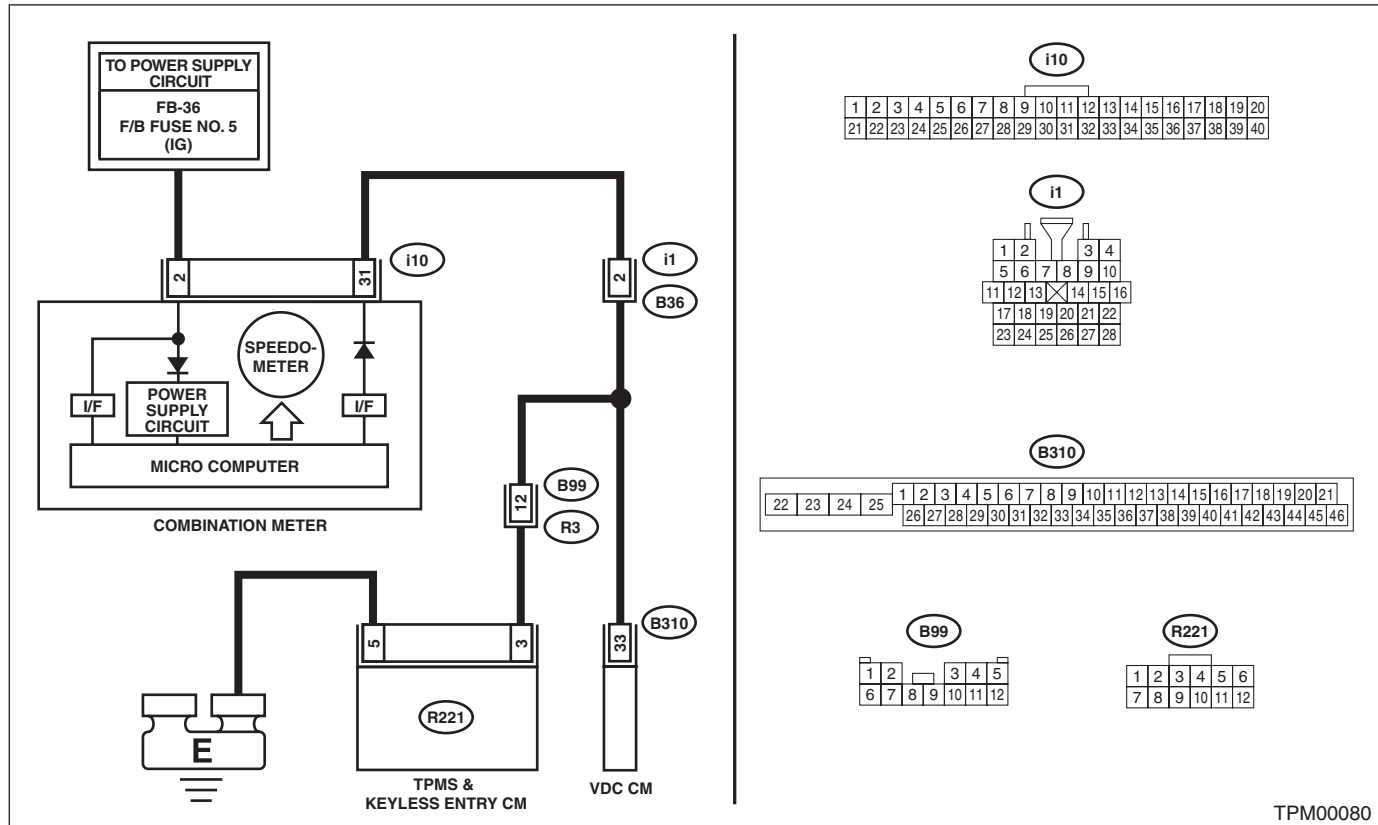 TO POWER SUPPLY
CIRCUIT
FB-36
F/B FUSE NO. 5
(IG)
2
31
i10
SPEEDO-
METER
I/F
POWER
SUPPLY
CIRCUIT
I/F
MICRO COMPUTER
COMBINATION METER
2
i1
B36
12
B99
R3
5
3
33
B310
R221
E
TPMS &
KEYLESS ENTRY CM
VDC CM
i10
1 2 3 4 5 6 7 8 9 10 11 12 13 14 15 16 17 18 19 20
21 22 23 24 25 26 27 28 29 30 31 32 33 34 35 36 37 38 39 40
i1
1 2 3 4
5 6 7 8 9 10
11 12 13 14 15 16
17 18 19 20 21 22
23 24 25 26 27 28
B310
22 23 24 25
1 2 3 4 5 6 7 8 9 10 11 12 13 14 15 16 17 18 19 20 21
26 27 28 29 30 31 32 33 34 35 36 37 38 39 40 41 42 43 44 45 46
B99
1 2 3 4 5
6 7 8 9 10 11 12
R221
1 2 3 4 5 6
7 8 9 10 11 12
TPM00080